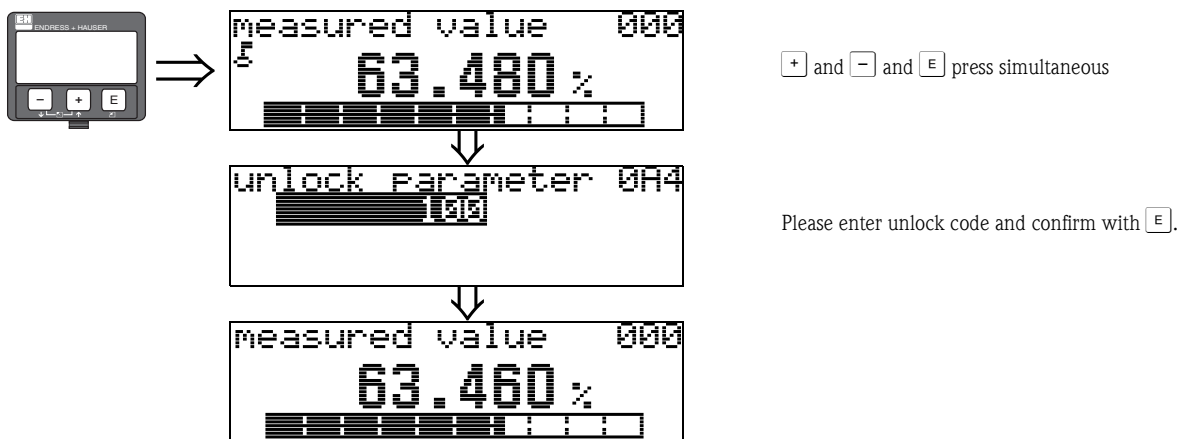 EH ENDRESS + HAUSER
- + E
measured value 000
63.480 %
+ and - and E press simultaneous
unlock parameter 0A4
100
Please enter unlock code and confirm with E.
measured value 000
63.460 %